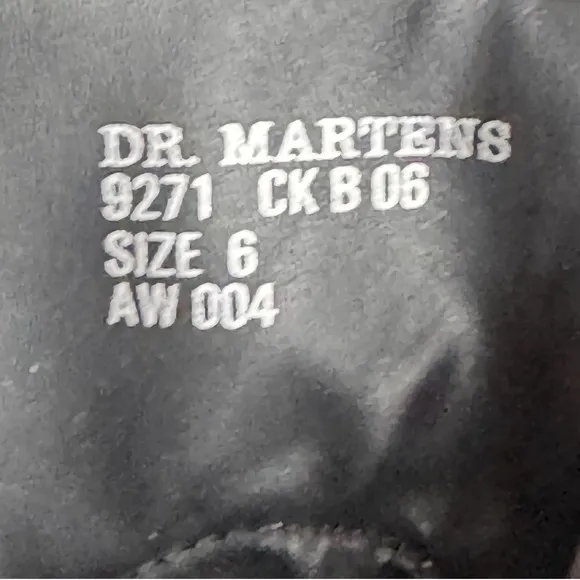 DR. MARTENS
9271 CK B 06
SIZE 6
AW 004